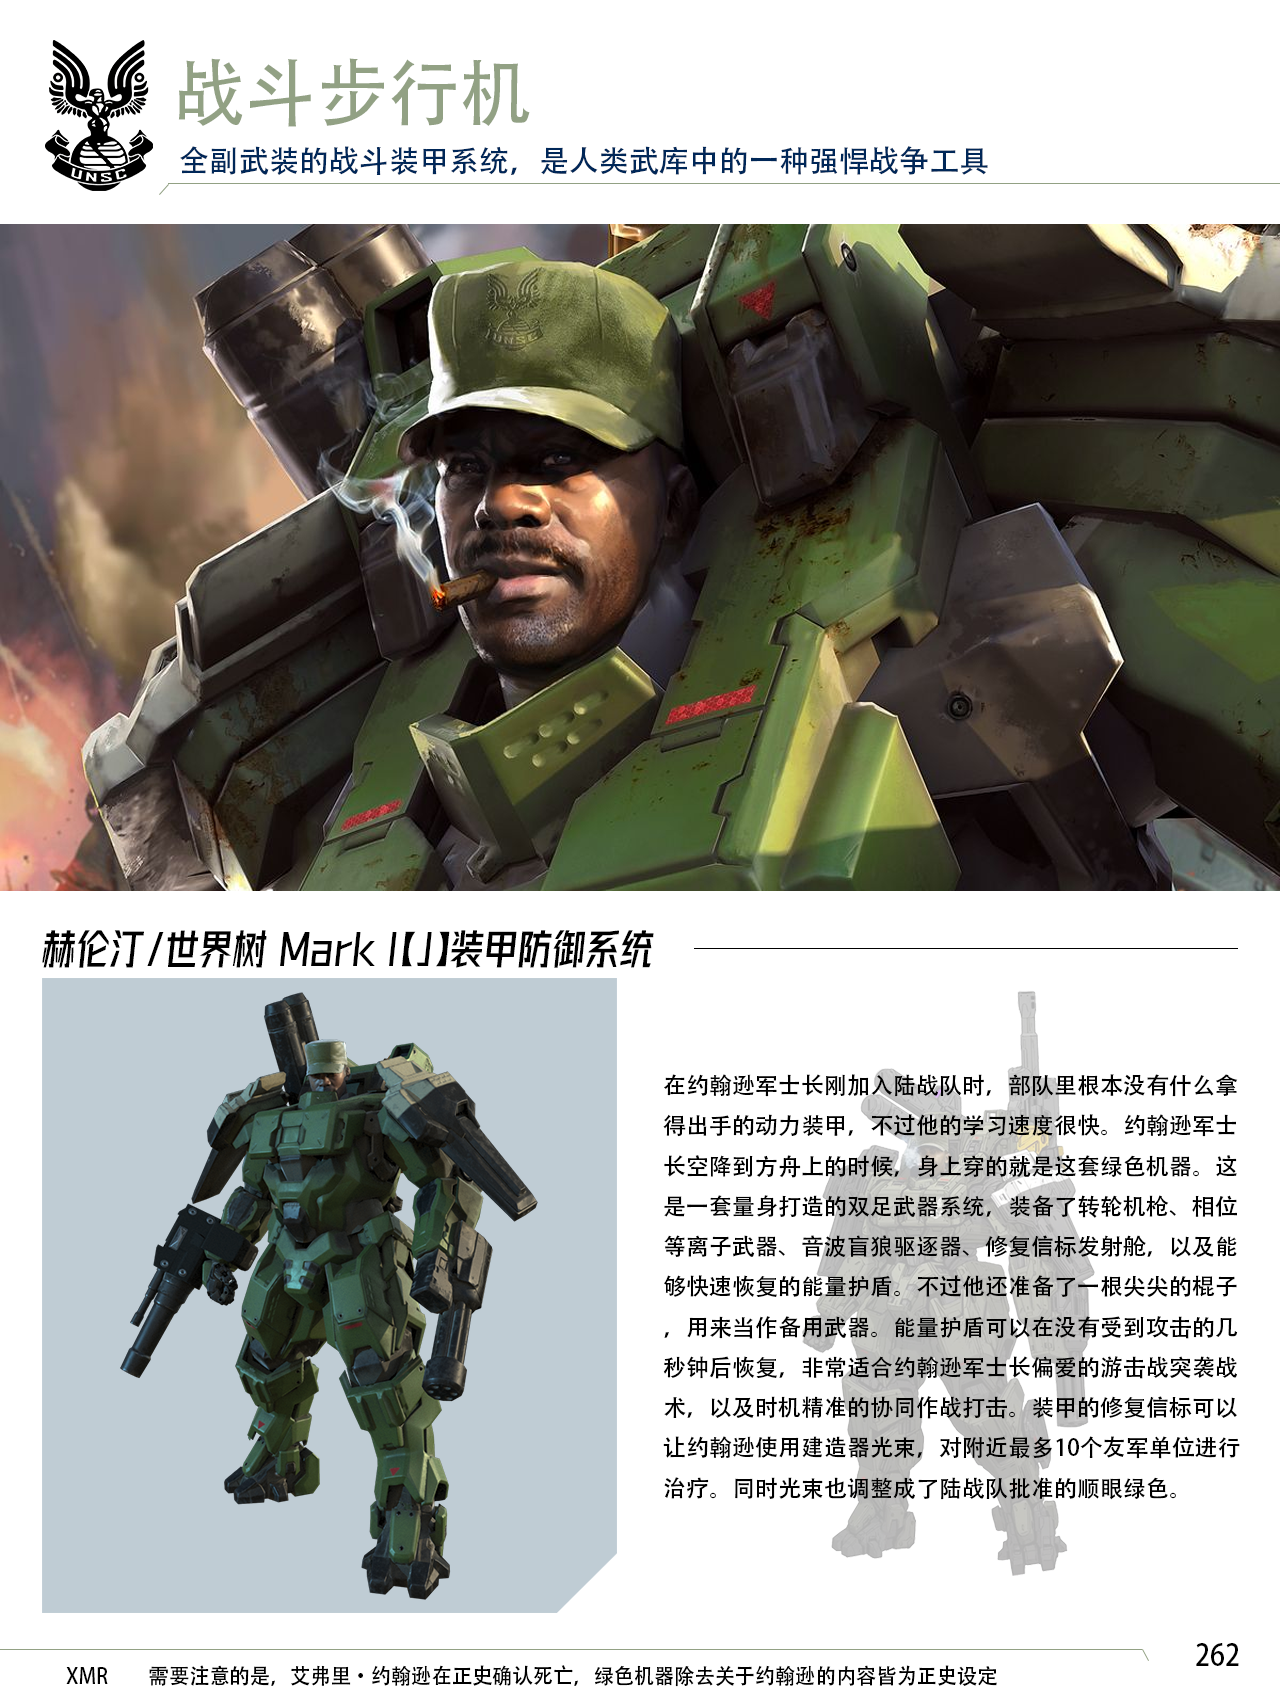 战斗步行机
UNSC
全副武装的战斗装甲系统，是人类武库中的一种强悍战争工具
UNSC
赫伦汀/世界树 Mark I【J】装甲防御系统
在约翰逊军士长刚加入陆战队时，部队里根本没有什么拿
得出手的动力装甲，不过他的学习速度很快。约翰逊军士
长空降到方舟上的时候，身上穿的就是这套绿色机器。这
是一套量身打造的双足武器系统，装备了转轮机枪、相位
等离子武器、音波盲狼驱逐器、修复信标发射舱，以及能
够快速恢复的能量护盾。不过他还准备了一根尖尖的棍子
，用来当作备用武器。能量护盾可以在没有受到攻击的几
秒钟后恢复，非常适合约翰逊军士长偏爱的游击战突袭战
术，以及时机精准的协同作战打击。装甲的修复信标可以
让约翰逊使用建造器光束，对附近最多10个友军单位进行
治疗。同时光束也调整成了陆战队批准的顺眼绿色。
262
XMR 需要注意的是，艾弗里·约翰逊在正史确认死亡，绿色机器除去关于约翰逊的内容皆为正史设定